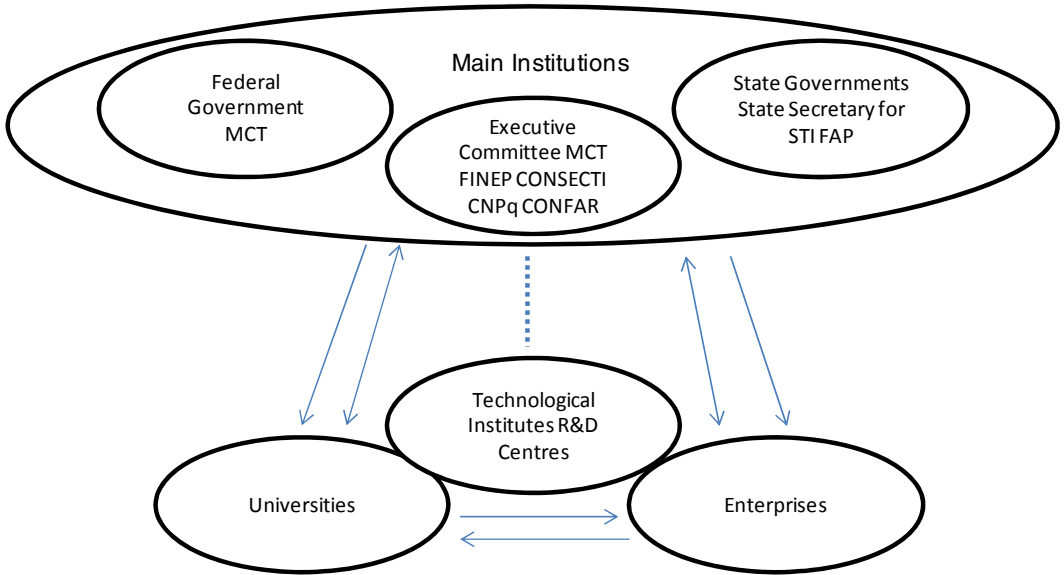 Main Institutions
Federal
Government
MCT
Executive
Committee MCT
FINEP CONSECTI
CNPq CONFAR
State Governments
State Secretary for
STI FAP
Technological
Institutes R&D
Centres
Universities
Enterprises